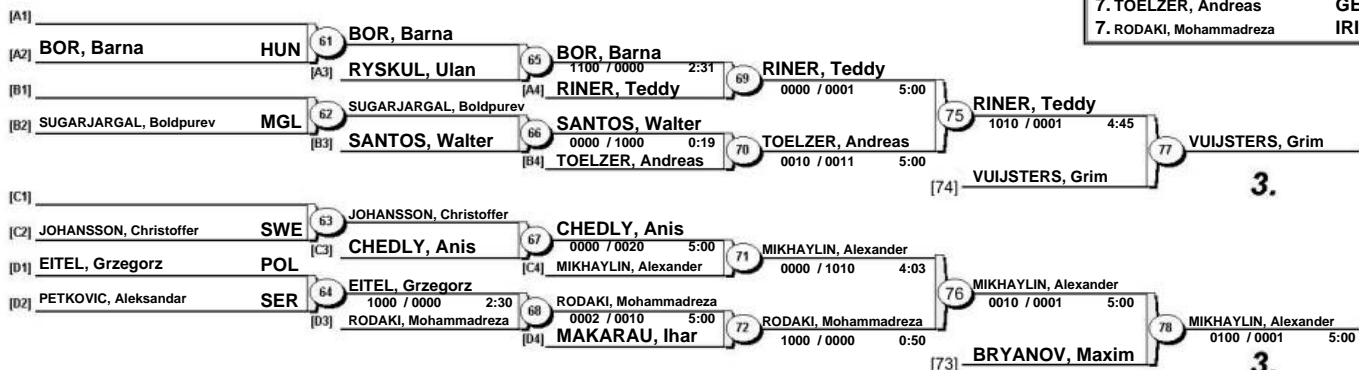 7. TOELZER, Andreas GE
7. RODAKI, Mohammadreza IRI
[A1]
[A2] BOR, Barna HUN
61 BOR, Barna
[A3] RYSKUL, Ulan
65 BOR, Barna
1100 / 0000 2:31
[A4] RINER, Teddy
69 RINER, Teddy
0000 / 0001 5:00
[B1]
[B2] SUGARJARGAL, Boldpurev MGL
62 SUGARJARGAL, Boldpurev
[B3] SANTOS, Walter
66 SANTOS, Walter
0000 / 1000 0:19
[B4] TOELZER, Andreas
70 TOELZER, Andreas
0010 / 0011 5:00
75 RINER, Teddy
1010 / 0001 4:45
[74] VUIJSTERS, Grim
77 VUIJSTERS, Grim
3.
[C1]
[C2] JOHANSSON, Christoffer SWE
63 JOHANSSON, Christoffer
[C3] CHEDLY, Anis
67 CHEDLY, Anis
0000 / 0020 5:00
[C4] MIKHAYLIN, Alexander
71 MIKHAYLIN, Alexander
0000 / 1010 4:03
[D1] EITEL, Grzegorz POL
[D2] PETKOVIC, Aleksandar SER
64 EITEL, Grzegorz
1000 / 0000 2:30
[D3] RODAKI, Mohammadreza
68 RODAKI, Mohammadreza
0002 / 0010 5:00
[D4] MAKARAU, Ihar
72 RODAKI, Mohammadreza
1000 / 0000 0:50
76 MIKHAYLIN, Alexander
0010 / 0001 5:00
[73] BRYANOV, Maxim
78 MIKHAYLIN, Alexander
0100 / 0001 5:00
3.